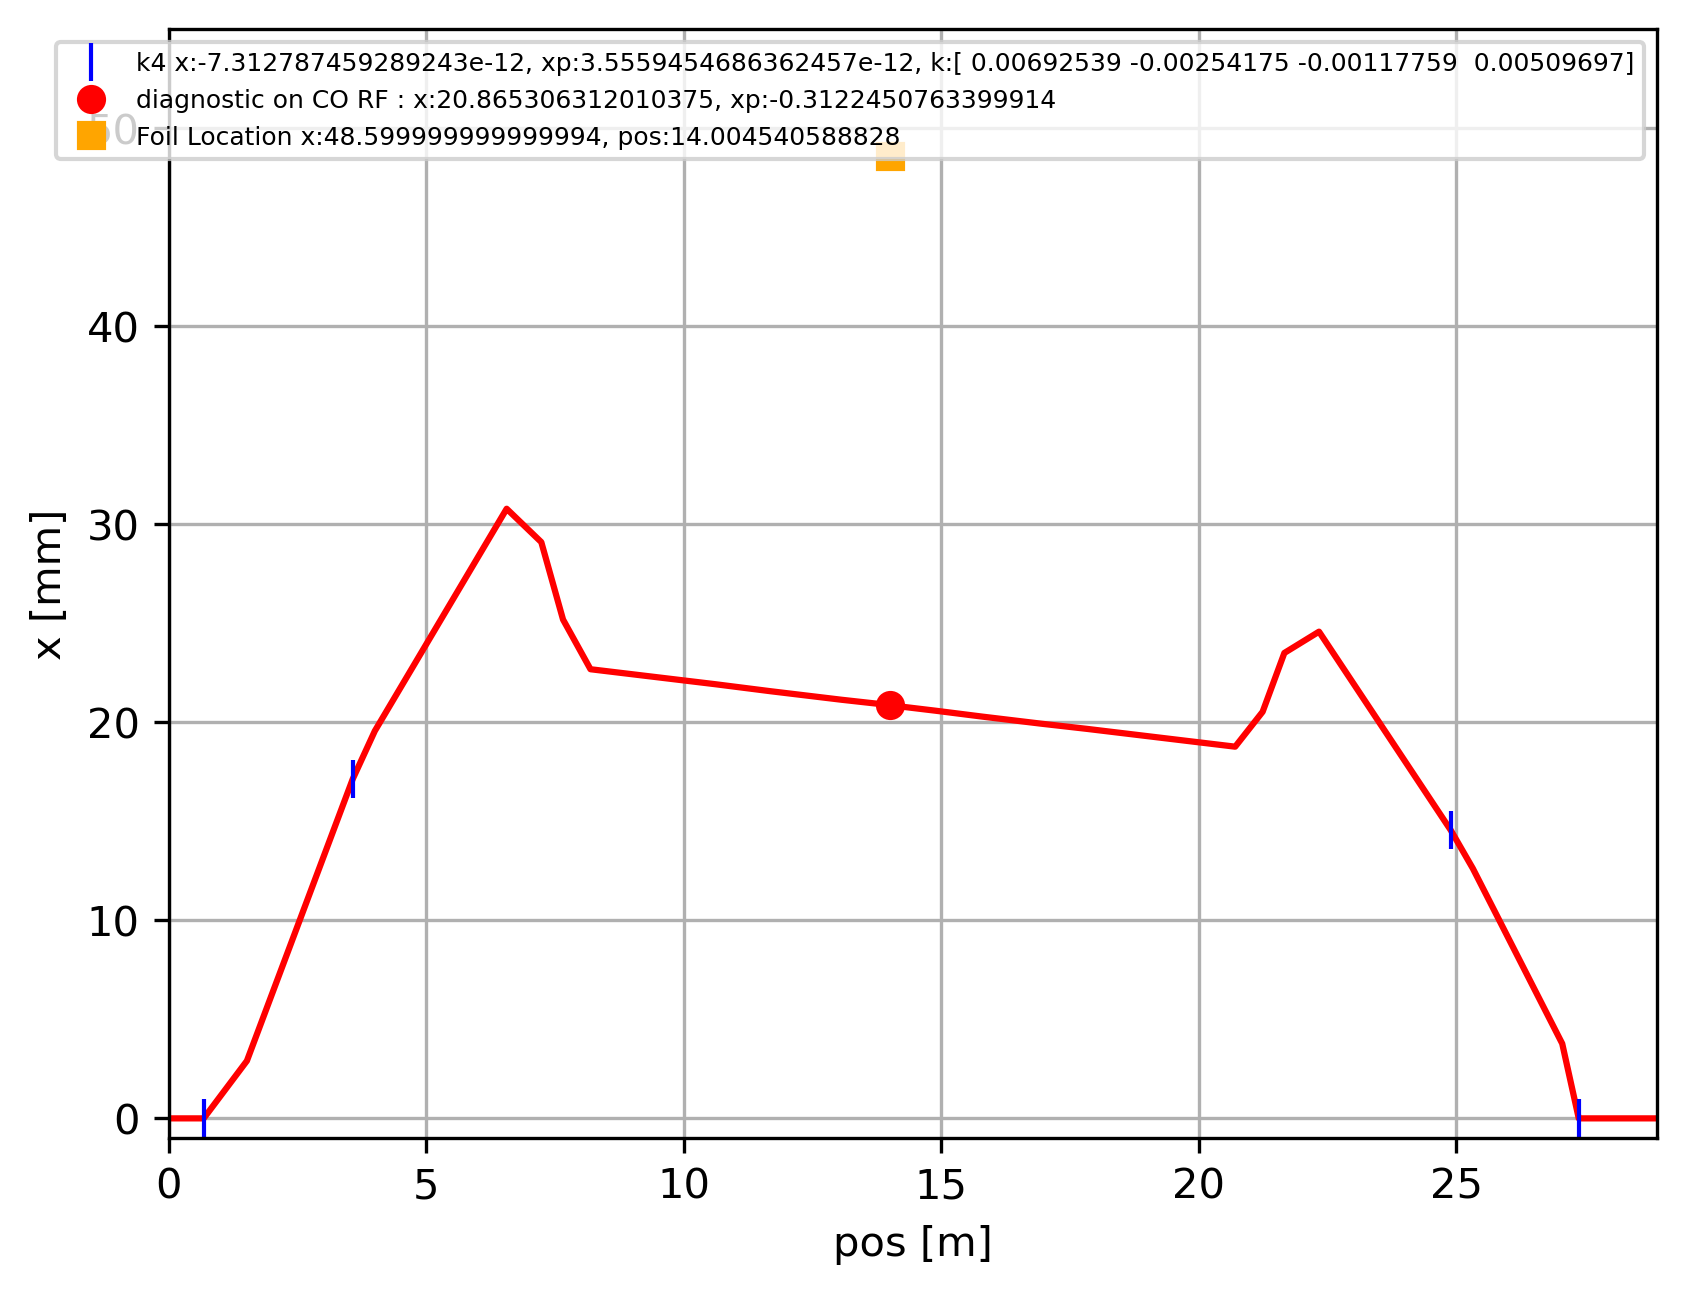 k4 x:-7.312787459289243e-12, xp:3.5559454686362457e-12, k:[ 0.00692539 -0.00254175 -0.00117759  0.00509697]
diagnostic on CO RF : x:20.865306312010375, xp:-0.3122450763399914
Foil Location x:48.599999999999994, pos:14.004540588828
50
40
30
20
10
0
x [mm]
0 5 10 15 20 25
pos [m]